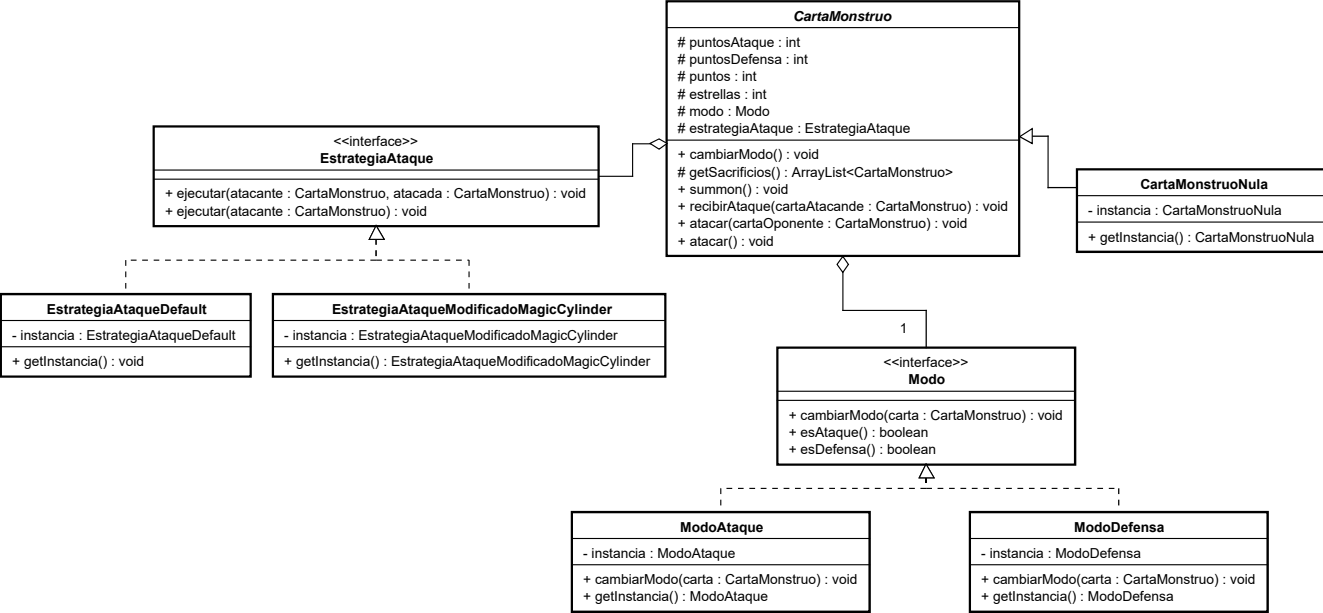 CartaMonstruo
# puntosAtaque : int
# puntosDefensa : int
# puntos : int
# estrellas : int
# modo : Modo
# estrategiaAtaque : EstrategiaAtaque
+ cambiarModo() : void
# getSacrificios() : ArrayList<CartaMonstruo>
+ summon() : void
+ recibirAtaque(cartaAtacande : CartaMonstruo) : void
+ atacar(cartaOponente : CartaMonstruo) : void
+ atacar() : void
<<interface>>
EstrategiaAtaque
+ ejecutar(atacante : CartaMonstruo, atacada : CartaMonstruo) : void
+ ejecutar(atacante : CartaMonstruo) : void
CartaMonstruoNula
- instancia : CartaMonstruoNula
+ getInstancia() : CartaMonstruoNula
EstrategiaAtaqueDefault
- instancia : EstrategiaAtaqueDefault
+ getInstancia() : void
EstrategiaAtaqueModificadoMagicCylinder
- instancia : EstrategiaAtaqueModificadoMagicCylinder
+ getInstancia() : EstrategiaAtaqueModificadoMagicCylinder
1
<<interface>>
Modo
+ cambiarModo(carta : CartaMonstruo) : void
+ esAtaque() : boolean
+ esDefensa() : boolean
ModoAtaque
- instancia : ModoAtaque
+ cambiarModo(carta : CartaMonstruo) : void
+ getInstancia() : ModoAtaque
ModoDefensa
- instancia : ModoDefensa
+ cambiarModo(carta : CartaMonstruo) : void
+ getInstancia() : ModoDefensa